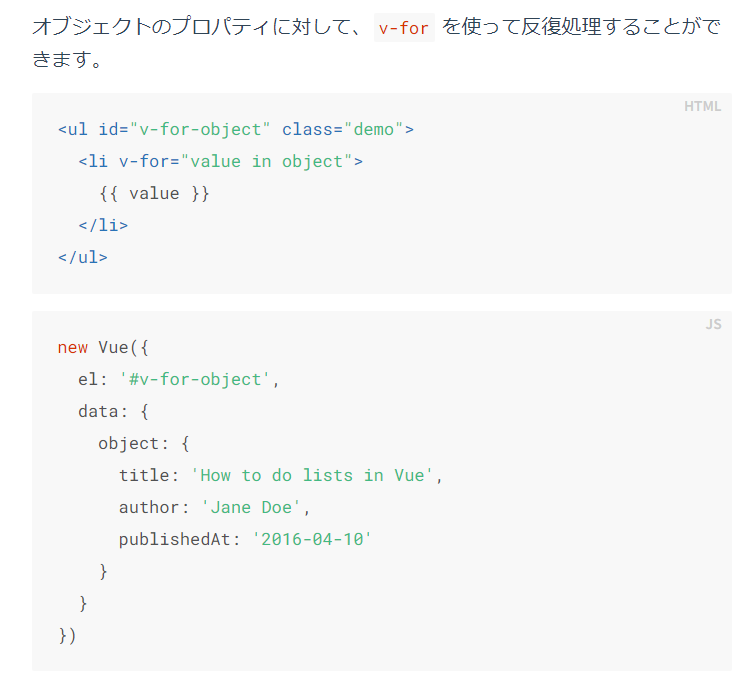 オブジェクトのプロパティに対して、 v-for を使って反復処理することがで
きます。
HTML
<ul id="v-for-object" class="demo">
  <li v-for="value in object">
    {{ value }}
  </li>
</ul>
JS
new Vue({
  el: '#v-for-object',
  data: {
    object: {
      title: 'How to do lists in Vue',
      author: 'Jane Doe',
      publishedAt: '2016-04-10'
    }
  }
})